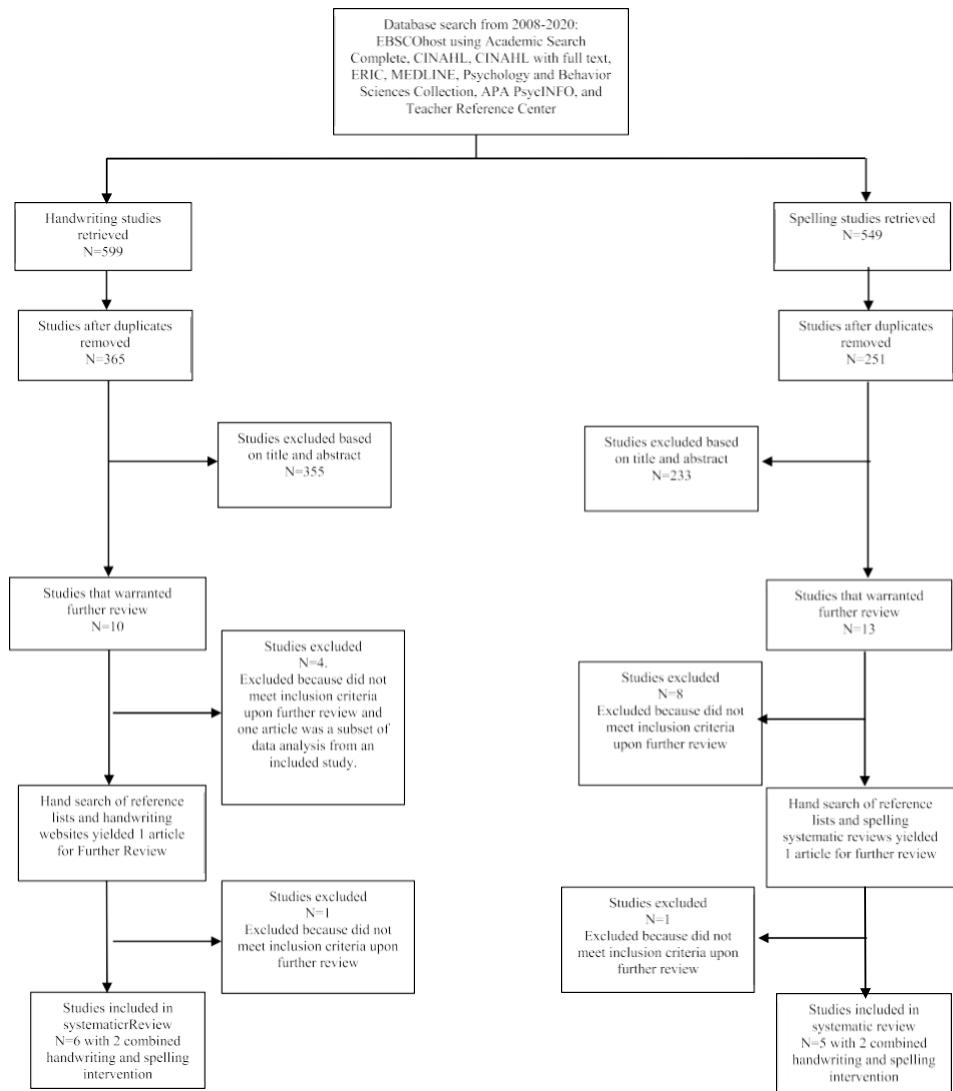 Database search from 2008-2020:
EBSCOhost using Academic Search
Complete, CINAHL, CINAHL with full text,
ERIC, MEDLINE, Psychology and Behavior
Sciences Collection, APA PsycINFO, and
Teacher Reference Center
Handwriting studies
retrieved
N=599
Spelling studies retrieved
N=549
Studies after duplicates
removed
N=365
Studies after duplicates
removed
N=251
Studies excluded based
on title and abstract
N=355
Studies excluded based
on title and abstract
N=233
Studies that warranted
further review
N=10
Studies that warranted
further review
N=13
Studies excluded
N=4.
Excluded because did not
meet inclusion criteria
upon further review and
one article was a subset of
data analysis from an
included study.
Studies excluded
N=8
Excluded because did not
meet inclusion criteria
upon further review
Hand search of reference
lists and handwriting
websites yielded 1 article
for Further Review
Hand search of reference
lists and spelling
systematic reviews yielded
1 article for further review
Studies excluded
N=1
Excluded because did not
meet inclusion criteria upon
further review
Studies excluded
N=1
Excluded because did not
meet inclusion criteria upon
further review
Studies included in
systematicrReview
N=6 with 2 combined
handwriting and spelling
intervention
Studies included in
systematic review
N=5 with 2 combined
handwriting and spelling
intervention